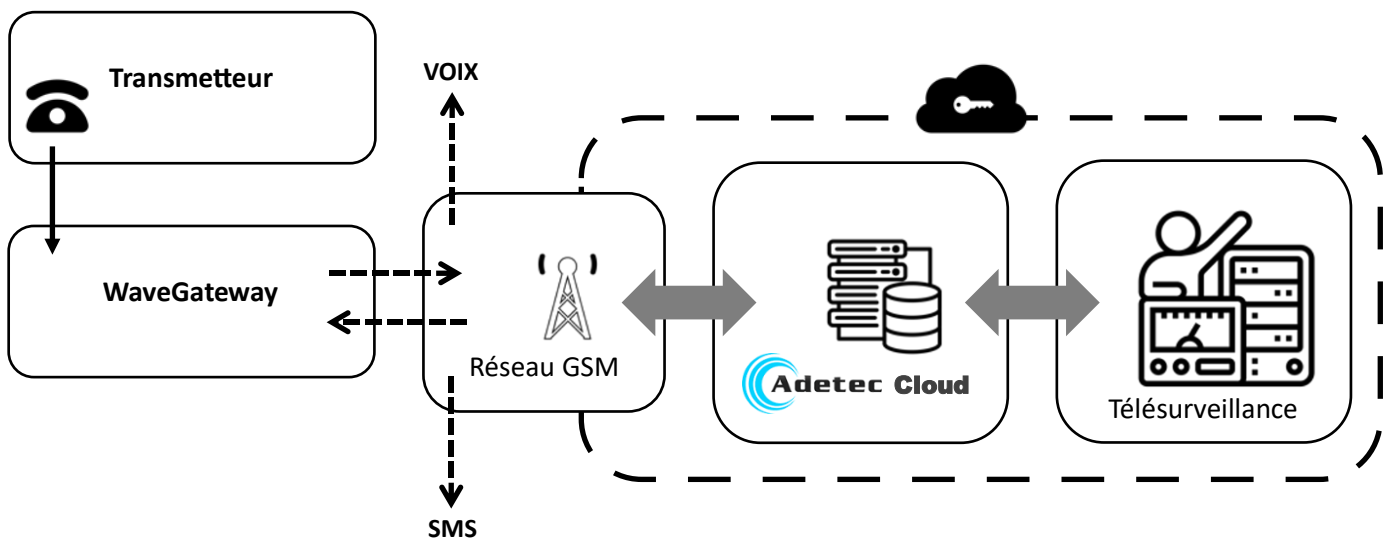 Transmetteur
VOIX
WaveGateway
Réseau GSM
Adetec Cloud
Télésurveillance
SMS